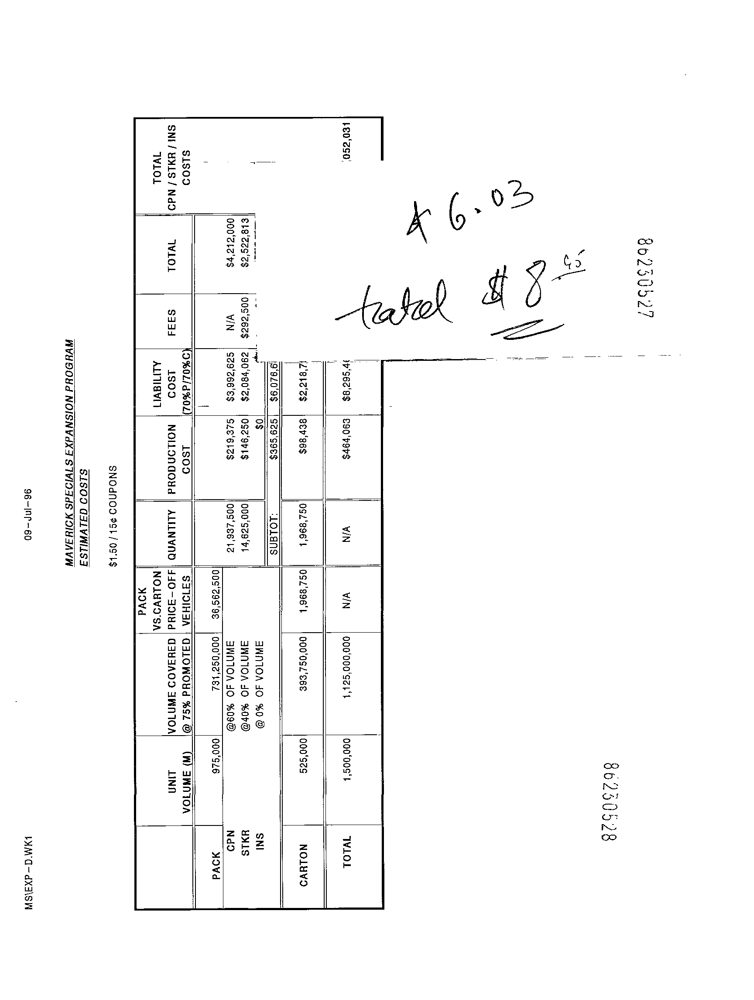 MS\EXP-D.WK1 09-Jul-96
MAVERICK SPECIALS EXPANSION PROGRAM
ESTIMATED COSTS
$1.50 / 15¢ COUPONS
UNIT VOLUME (M) VOLUME COVERED @ 75% PROMOTED PACK VS.CARTON PRICE-OFF VEHICLES QUANTITY PRODUCTION COST LIABILITY COST (70%P/70%C) FEES TOTAL TOTAL CPN / STKR / INS COSTS
PACK 975,000 731,250,000 36,562,500
CPN @60% OF VOLUME 21,937,500 $219,375 $3,992,625 N/A $4,212,000
STKR @40% OF VOLUME 14,625,000 $146,250 $2,084,062 $292,500 $2,522,813
INS @ 0% OF VOLUME $0
SUBTOT: $365,625 $6,076,6
CARTON 525,000 393,750,000 1,968,750 1,968,750 $98,438 $2,218,7
TOTAL 1,500,000 1,125,000,000 N/A N/A $464,063 $8,295,4 052,031
6.03
total $8 45
86230527
86230528